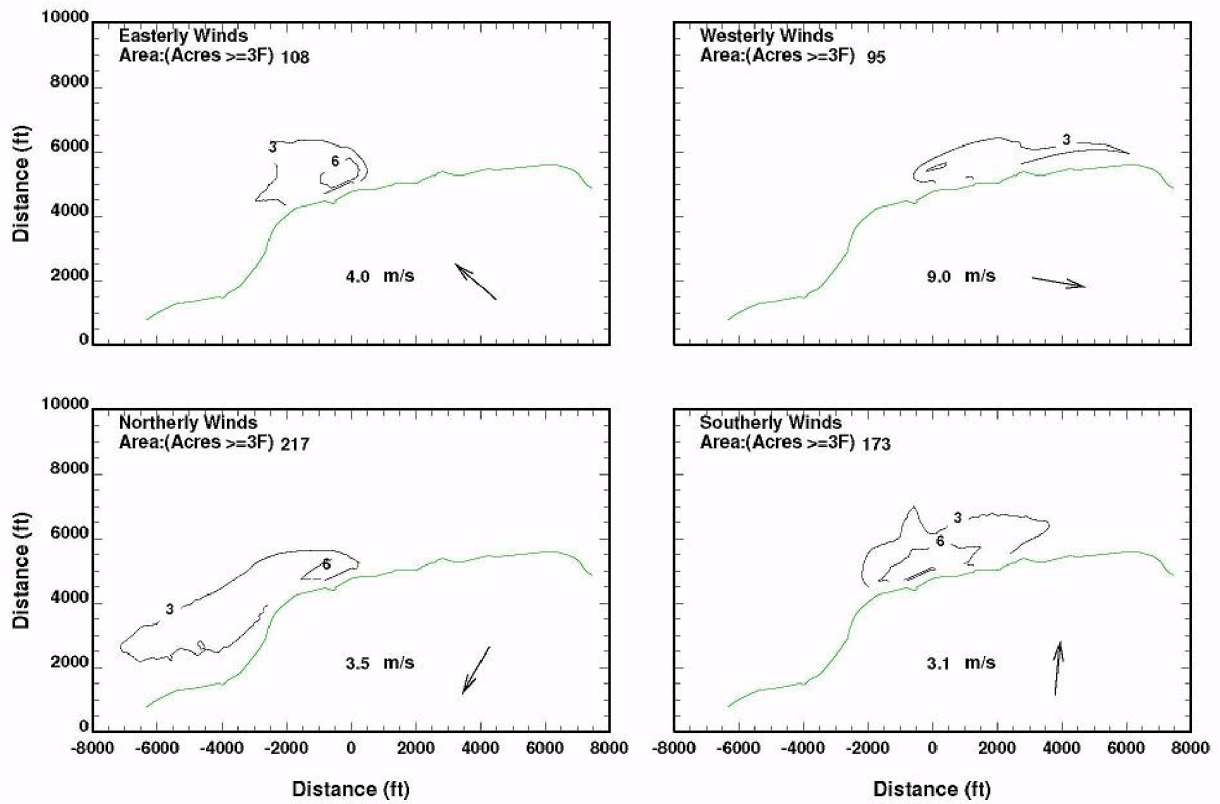 10000
8000
6000
4000
2000
0
Distance (ft)
Easterly Winds
Area:(Acres >=3F) 108
3
6
4.0 m/s
Westerly Winds
Area:(Acres >=3F) 95
3
9.0 m/s
10000
8000
6000
4000
2000
0
Distance (ft)
Northerly Winds
Area:(Acres >=3F) 217
6
3
3.5 m/s
-8000 -6000 -4000 -2000 0 2000 4000 6000 8000
Distance (ft)
Southerly Winds
Area:(Acres >=3F) 173
3
6
3.1 m/s
-8000 -6000 -4000 -2000 0 2000 4000 6000 8000
Distance (ft)